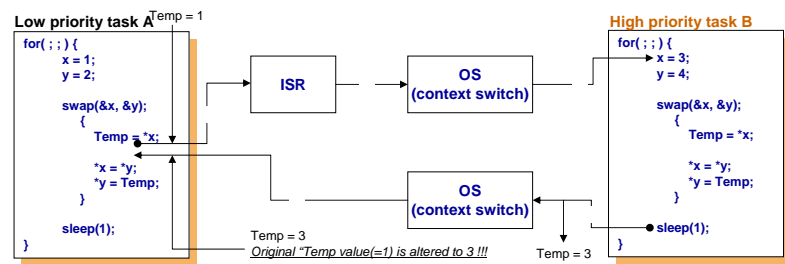 Temp = 1
Low priority task A
High priority task B
for( ; ; ) {
x = 1;
y = 2;
swap(&x, &y);
{
Temp = *x;
*x = *y;
*y = Temp;
}
sleep(1);
}
ISR
OS
(context switch)
for( ; ; ) {
x = 3;
y = 4;
swap(&x, &y);
{
Temp = *x;
*x = *y;
*y = Temp;
}
sleep(1);
}
OS
(context switch)
Temp = 3
Original “Temp value(=1) is altered to 3 !!!
Temp = 3